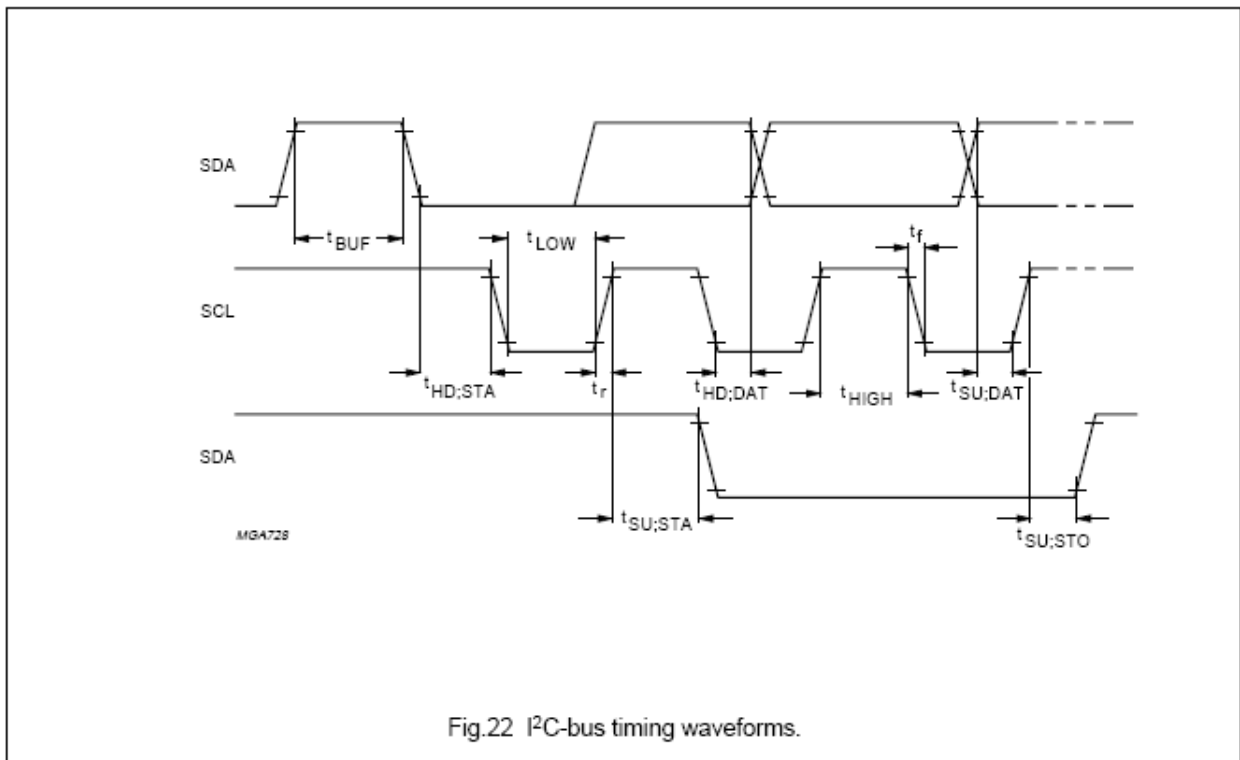 SDA
tBUF
tLOW
tf
SCL
tHD;STA
tr
tHD;DAT
tHIGH
tSU;DAT
SDA
tSU;STA
tSU;STO
MGA728
Fig.22 I²C-bus timing waveforms.